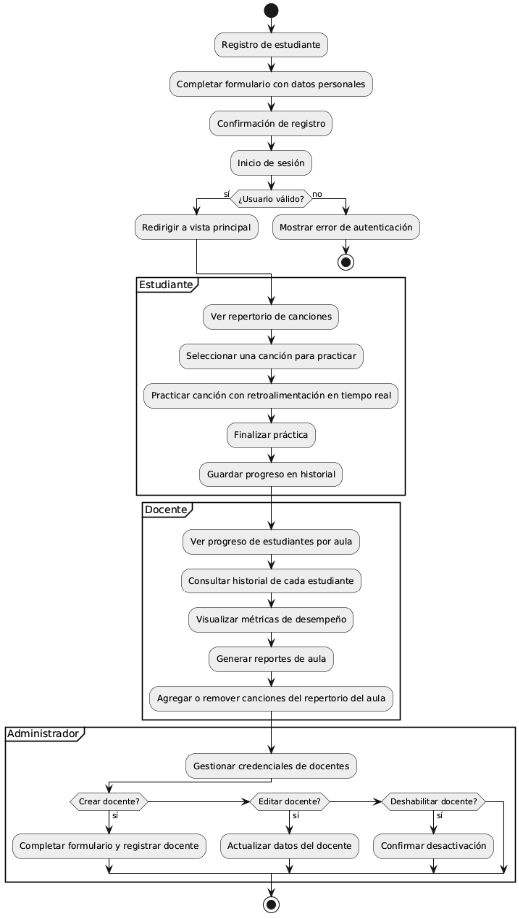 Registro de estudiante
Completar formulario con datos personales
Confirmación de registro
Inicio de sesión
sí
¿Usuario válido?
no
Redirigir a vista principal
Mostrar error de autenticación
Estudiante
Ver repertorio de canciones
Seleccionar una canción para practicar
Practicar canción con retroalimentación en tiempo real
Finalizar práctica
Guardar progreso en historial
Docente
Ver progreso de estudiantes por aula
Consultar historial de cada estudiante
Visualizar métricas de desempeño
Generar reportes de aula
Agregar o remover canciones del repertorio del aula
Administrador
Gestionar credenciales de docentes
Crear docente?
Editar docente?
Deshabilitar docente?
sí
sí
sí
Completar formulario y registrar docente
Actualizar datos del docente
Confirmar desactivación